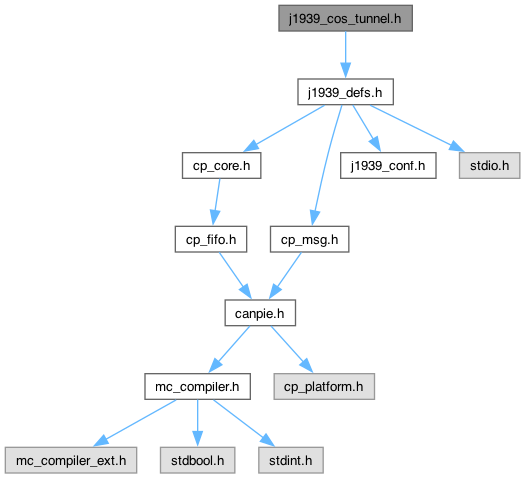 j1939_cos_tunnel.h
j1939_defs.h
cp_core.h
j1939_conf.h
stdio.h
cp_fifo.h
cp_msg.h
canpie.h
mc_compiler.h
cp_platform.h
mc_compiler_ext.h
stdbool.h
stdint.h